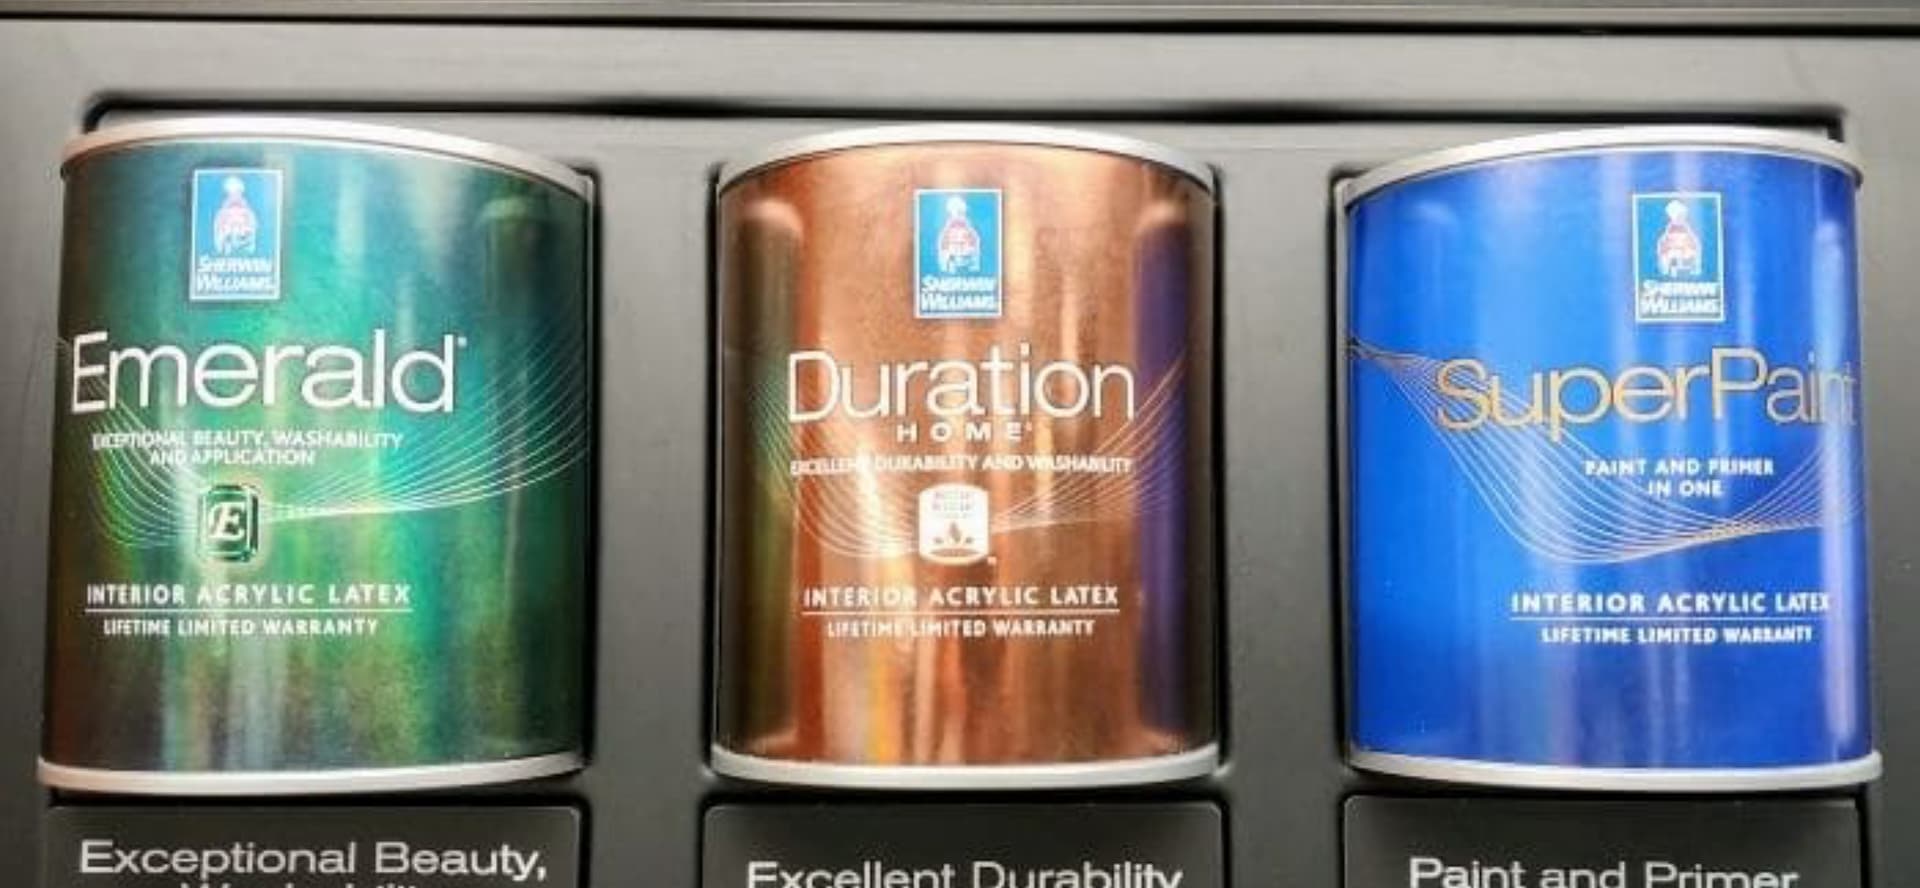 SHERWIN
WILLIAMS
Emerald®
EXCEPTIONAL BEAUTY, WASHABILITY
AND APPLICATION
E
INTERIOR ACRYLIC LATEX
LIFETIME LIMITED WARRANTY
Exceptional Beauty,
SHERWIN
WILLIAMS
Duration
HOME®
EXCELLENT DURABILITY AND WASHABILITY
INTERIOR ACRYLIC LATEX
LIFETIME LIMITED WARRANTY
Excellent Durability
SHERWIN
WILLIAMS
SuperPaint
PAINT AND PRIMER
IN ONE
INTERIOR ACRYLIC LATEX
LIFETIME LIMITED WARRANTY
Paint and Primer